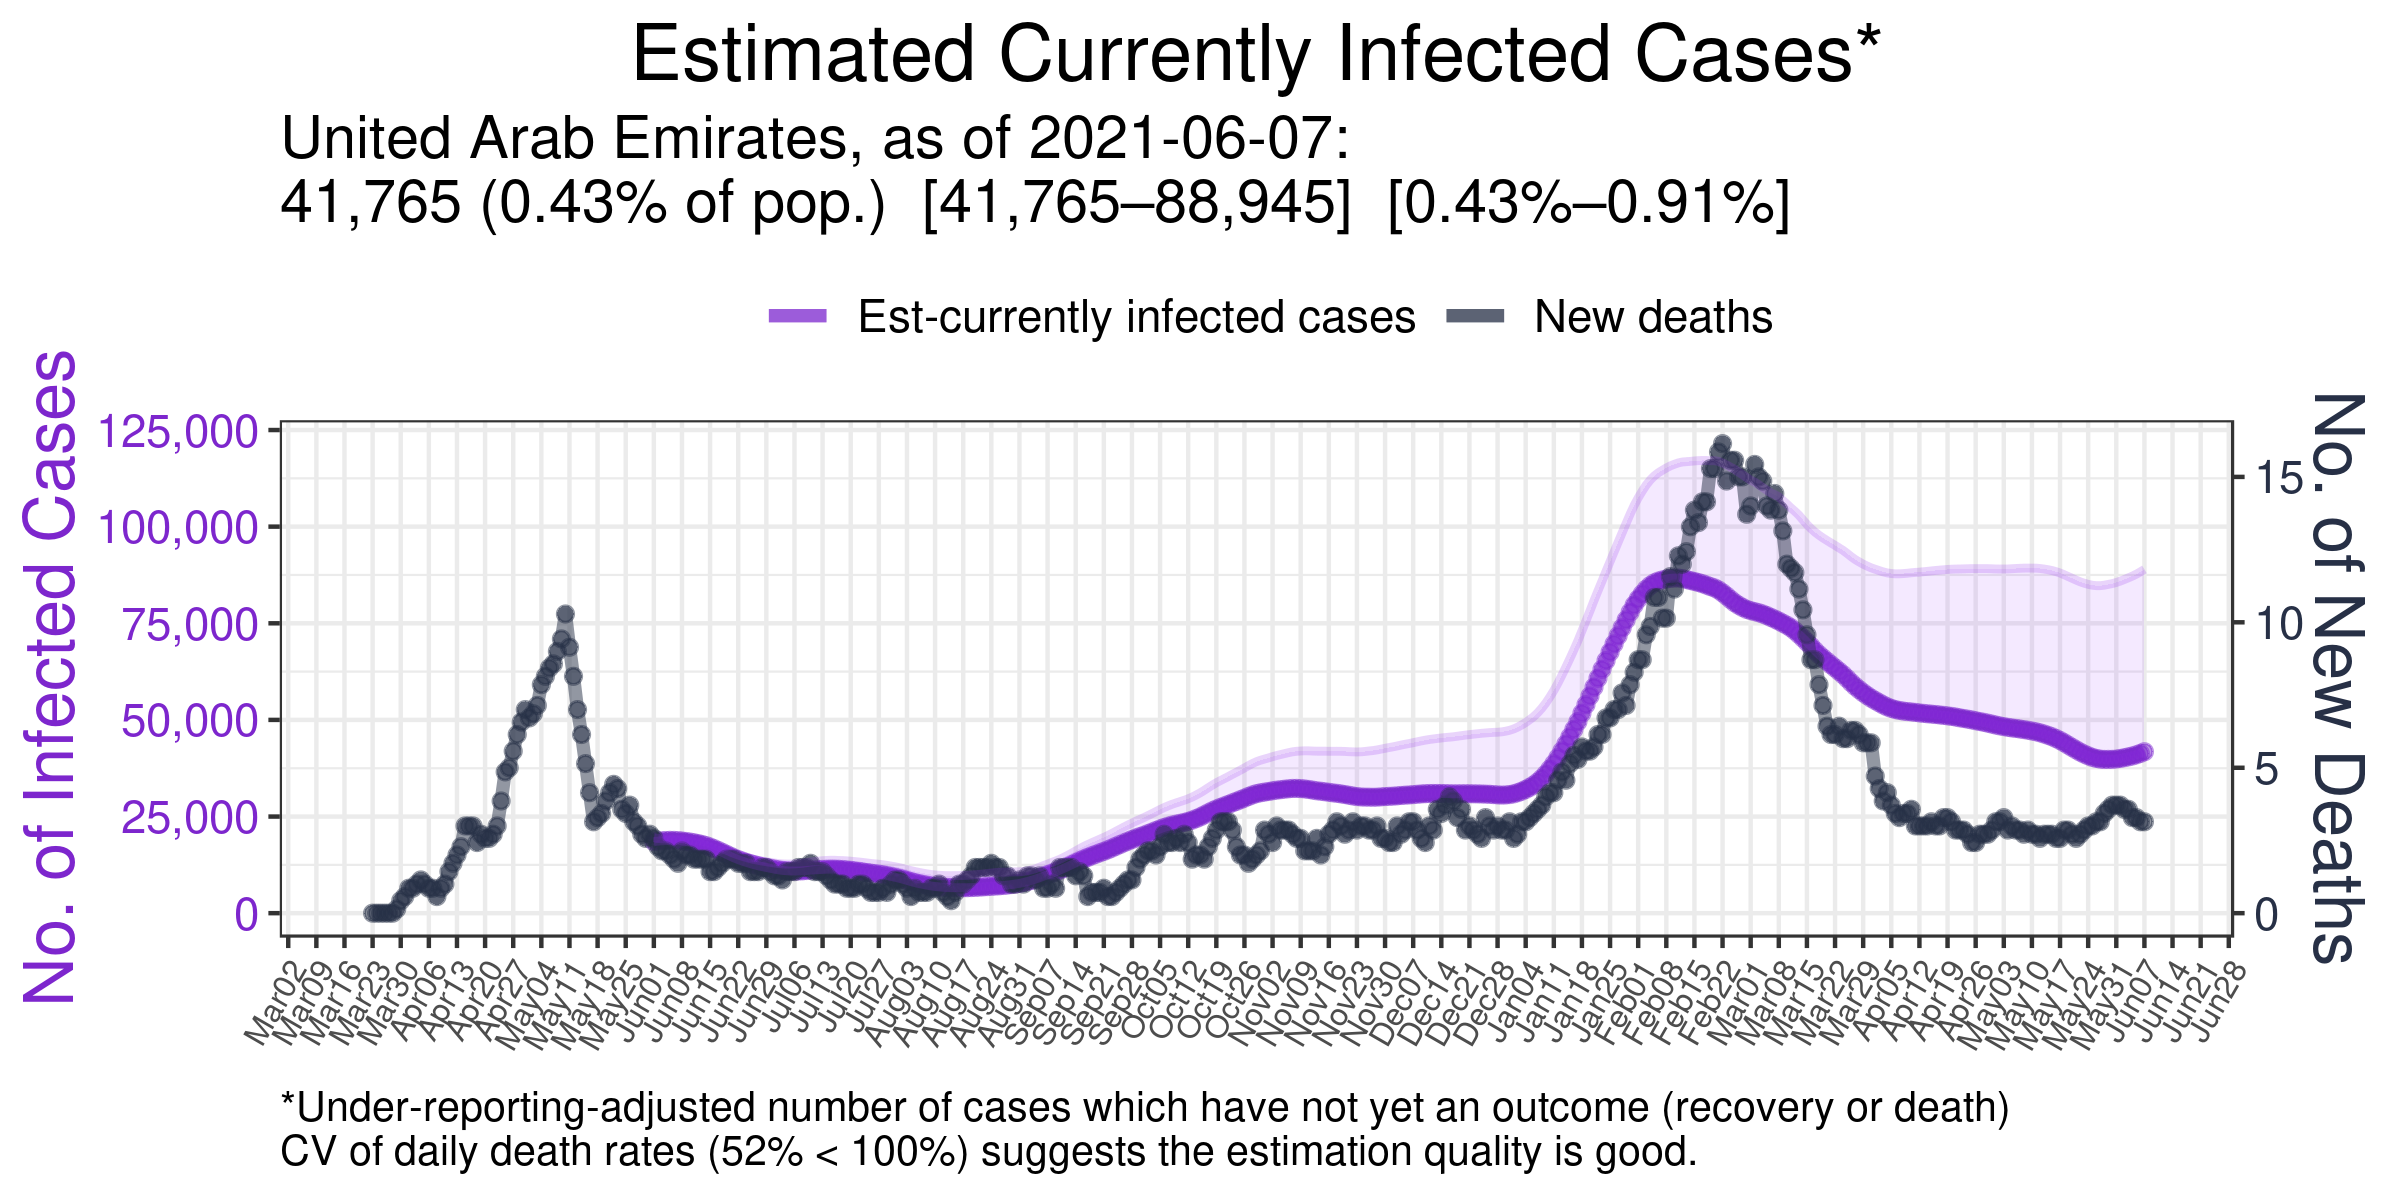 Estimated Currently Infected Cases*
United Arab Emirates, as of 2021-06-07:
41,765 (0.43% of pop.)  [41,765–88,945]  [0.43%–0.91%]
Est-currently infected cases
New deaths
No. of Infected Cases
125,000
100,000
75,000
50,000
25,000
0
15
10
5
0
No. of New Deaths
Mar02
Mar09
Mar16
Mar23
Mar30
Apr06
Apr13
Apr20
Apr27
May04
May11
May18
May25
Jun01
Jun08
Jun15
Jun22
Jun29
Jul06
Jul13
Jul20
Jul27
Aug03
Aug10
Aug17
Aug24
Aug31
Sep07
Sep14
Sep21
Sep28
Oct05
Oct12
Oct19
Oct26
Nov02
Nov09
Nov16
Nov23
Nov30
Dec07
Dec14
Dec21
Dec28
Jan04
Jan11
Jan18
Jan25
Feb01
Feb08
Feb15
Feb22
Mar01
Mar08
Mar15
Mar22
Mar29
Apr05
Apr12
Apr19
Apr26
May03
May10
May17
May24
May31
Jun07
Jun14
Jun21
Jun28
*Under-reporting-adjusted number of cases which have not yet an outcome (recovery or death)
CV of daily death rates (52% < 100%) suggests the estimation quality is good.